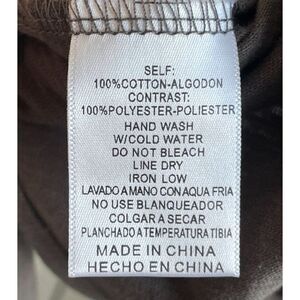 SELF:
100%COTTON-ALGODON
CONTRAST:
100%POLYESTER-POLIESTER
HAND WASH
W/COLD WATER
DO NOT BLEACH
LINE DRY
IRON LOW
LAVADO A MANO CON AQUA FRIA
NO USE BLANQUEADOR
COLGAR A SECAR
PLANCHADO A TEMPERATURA TIBIA
MADE IN CHINA
HECHO EN CHINA